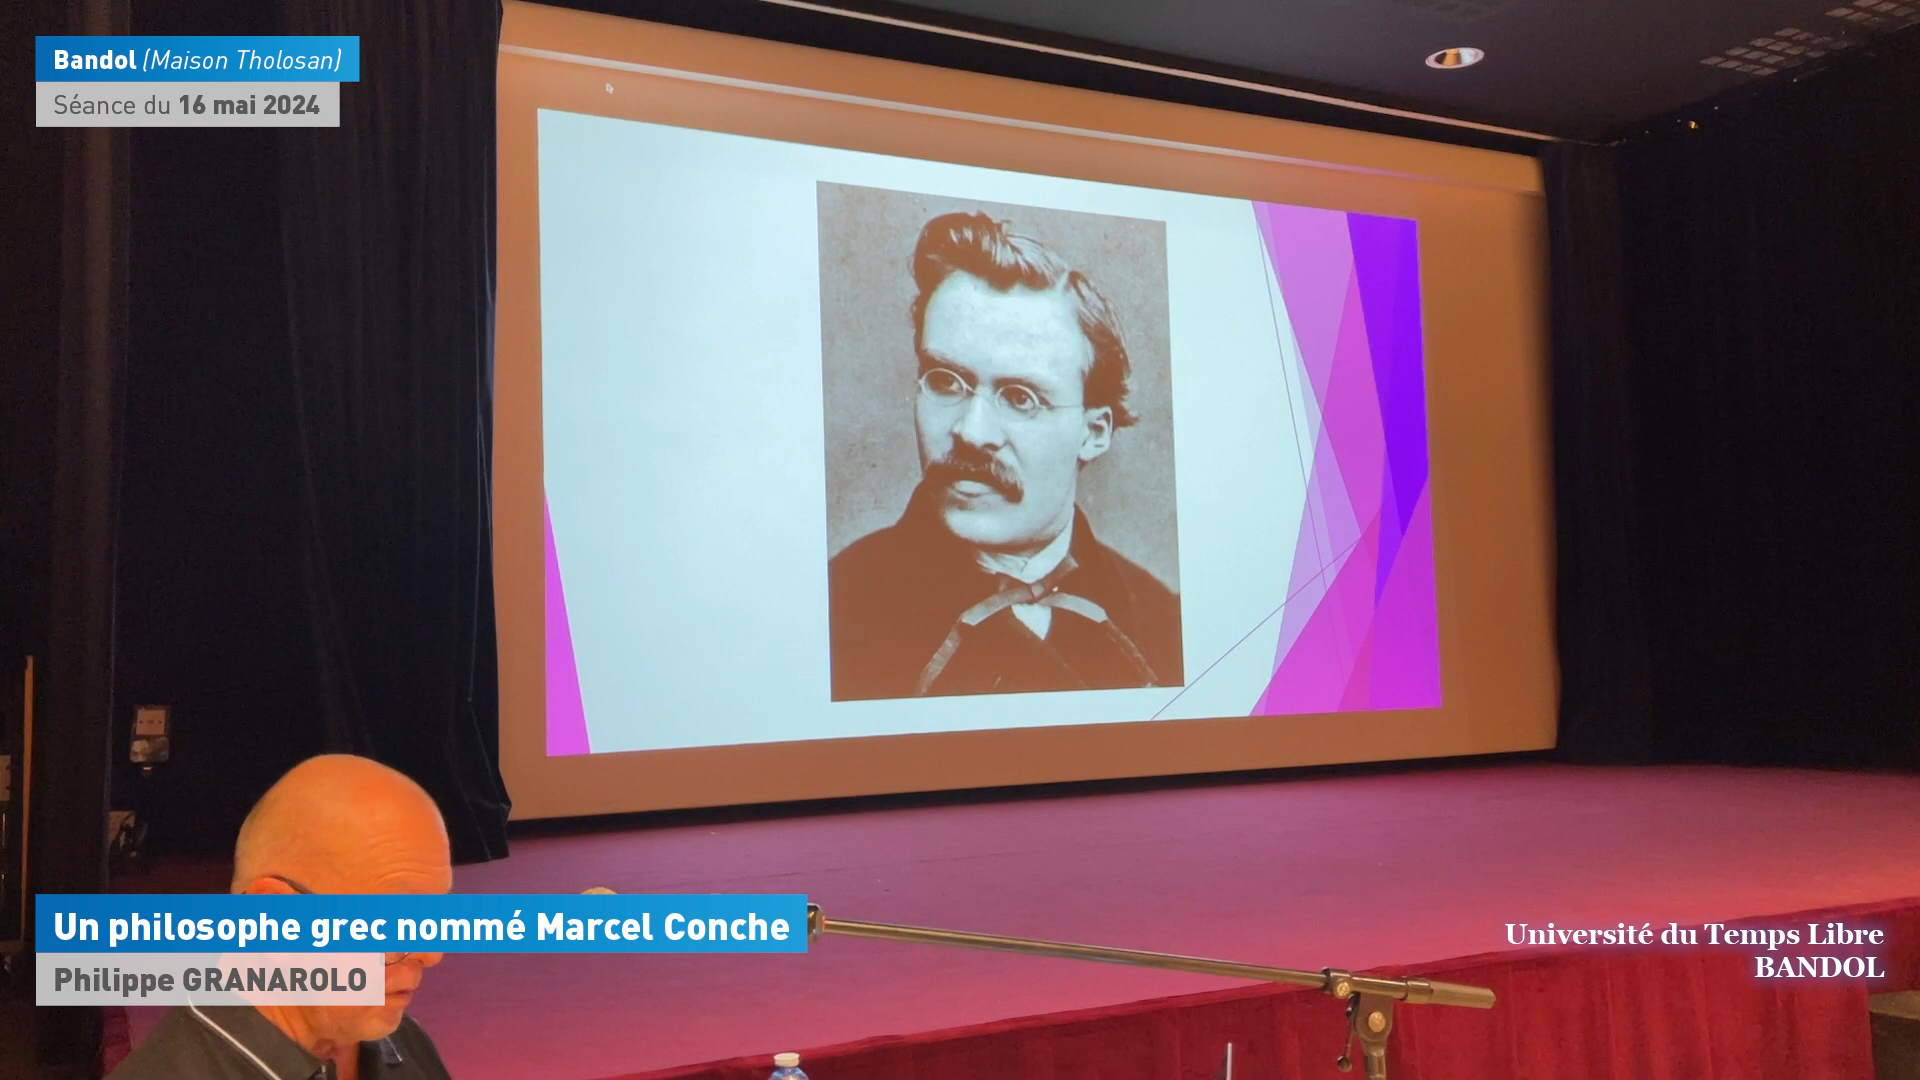 Bandol (Maison Tholosan)
Séance du 16 mai 2024
Un philosophe grec nommé Marcel Conche
Philippe GRANAROLO
Université du Temps Libre
BANDOL